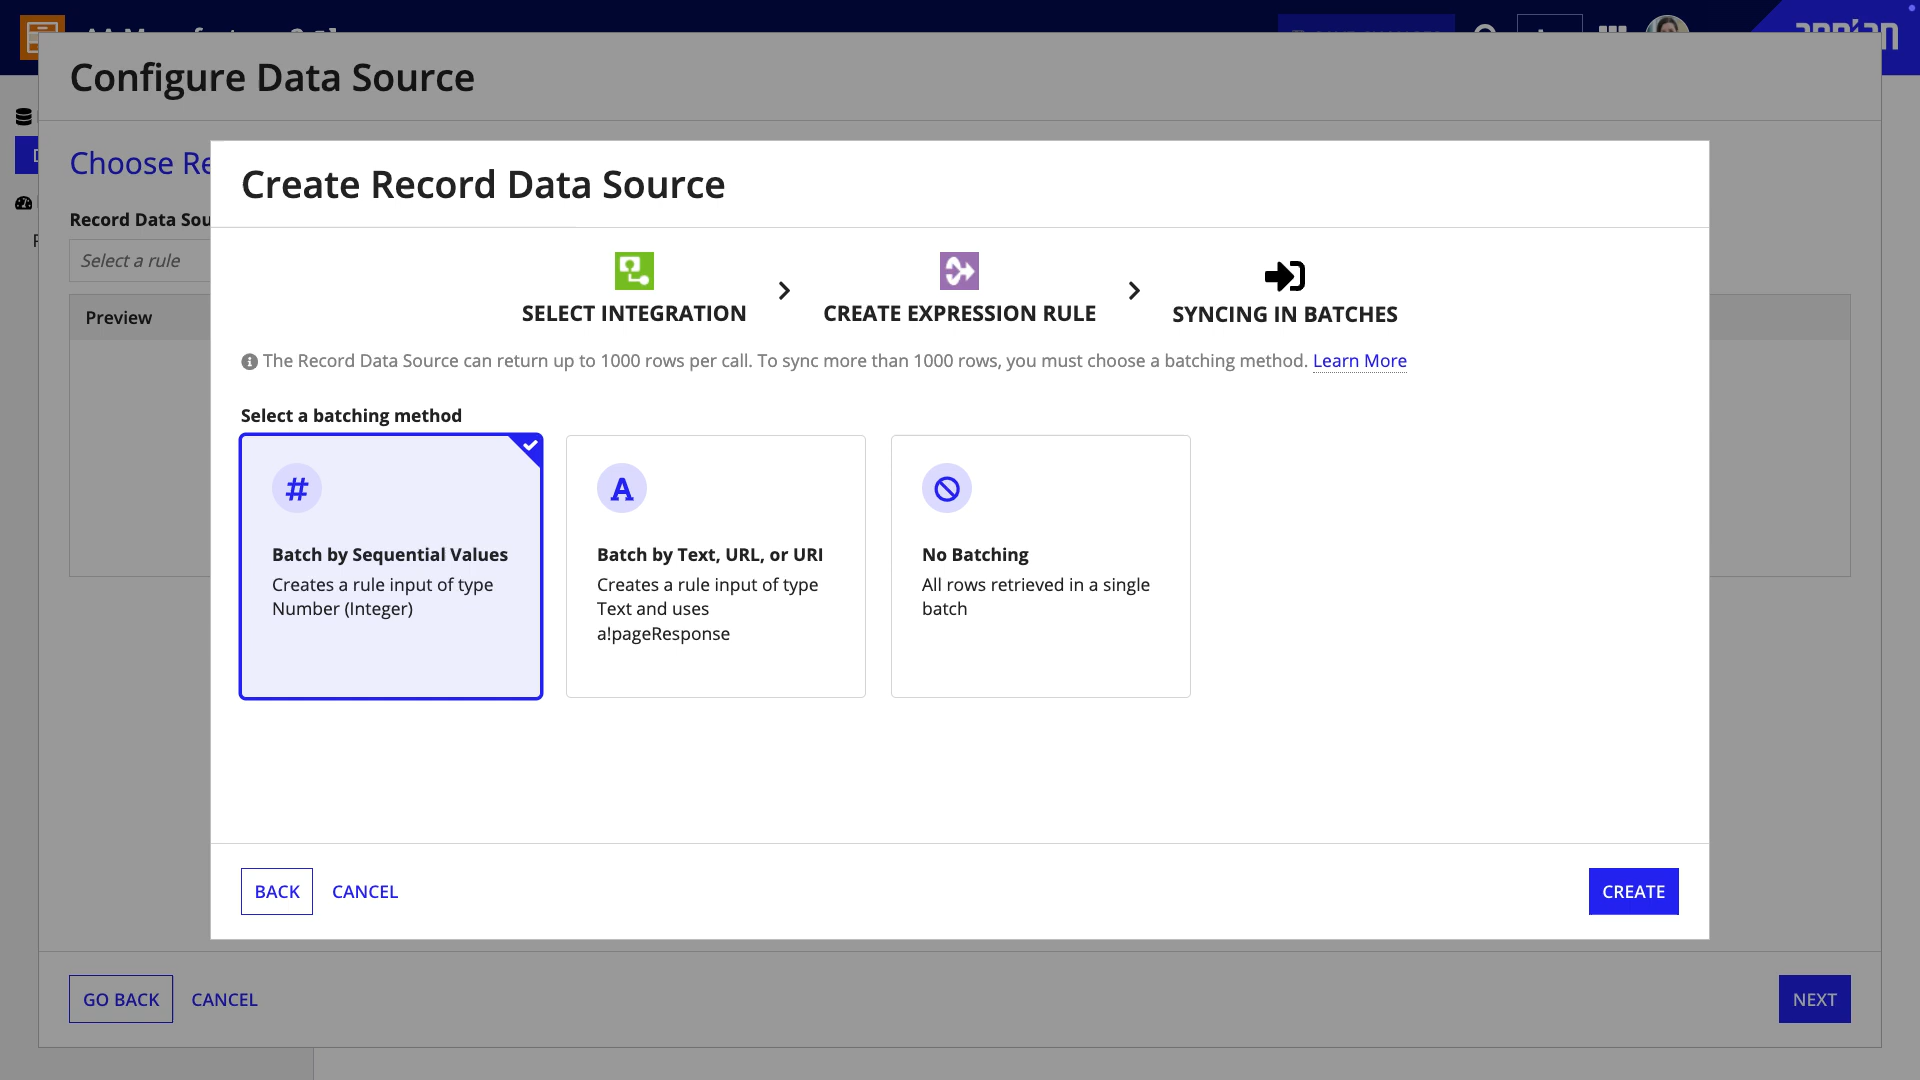 Configure Data Source
Choose Re
Record Data Sou
Select a rule
Preview
Create Record Data Source
SELECT INTEGRATION
CREATE EXPRESSION RULE
SYNCING IN BATCHES
The Record Data Source can return up to 1000 rows per call. To sync more than 1000 rows, you must choose a batching method. Learn More
Select a batching method
#
Batch by Sequential Values
Creates a rule input of type
Number (Integer)
A
Batch by Text, URL, or URI
Creates a rule input of type
Text and uses
a!pageResponse
No Batching
All rows retrieved in a single
batch
BACK
CANCEL
CREATE
GO BACK
CANCEL
NEXT